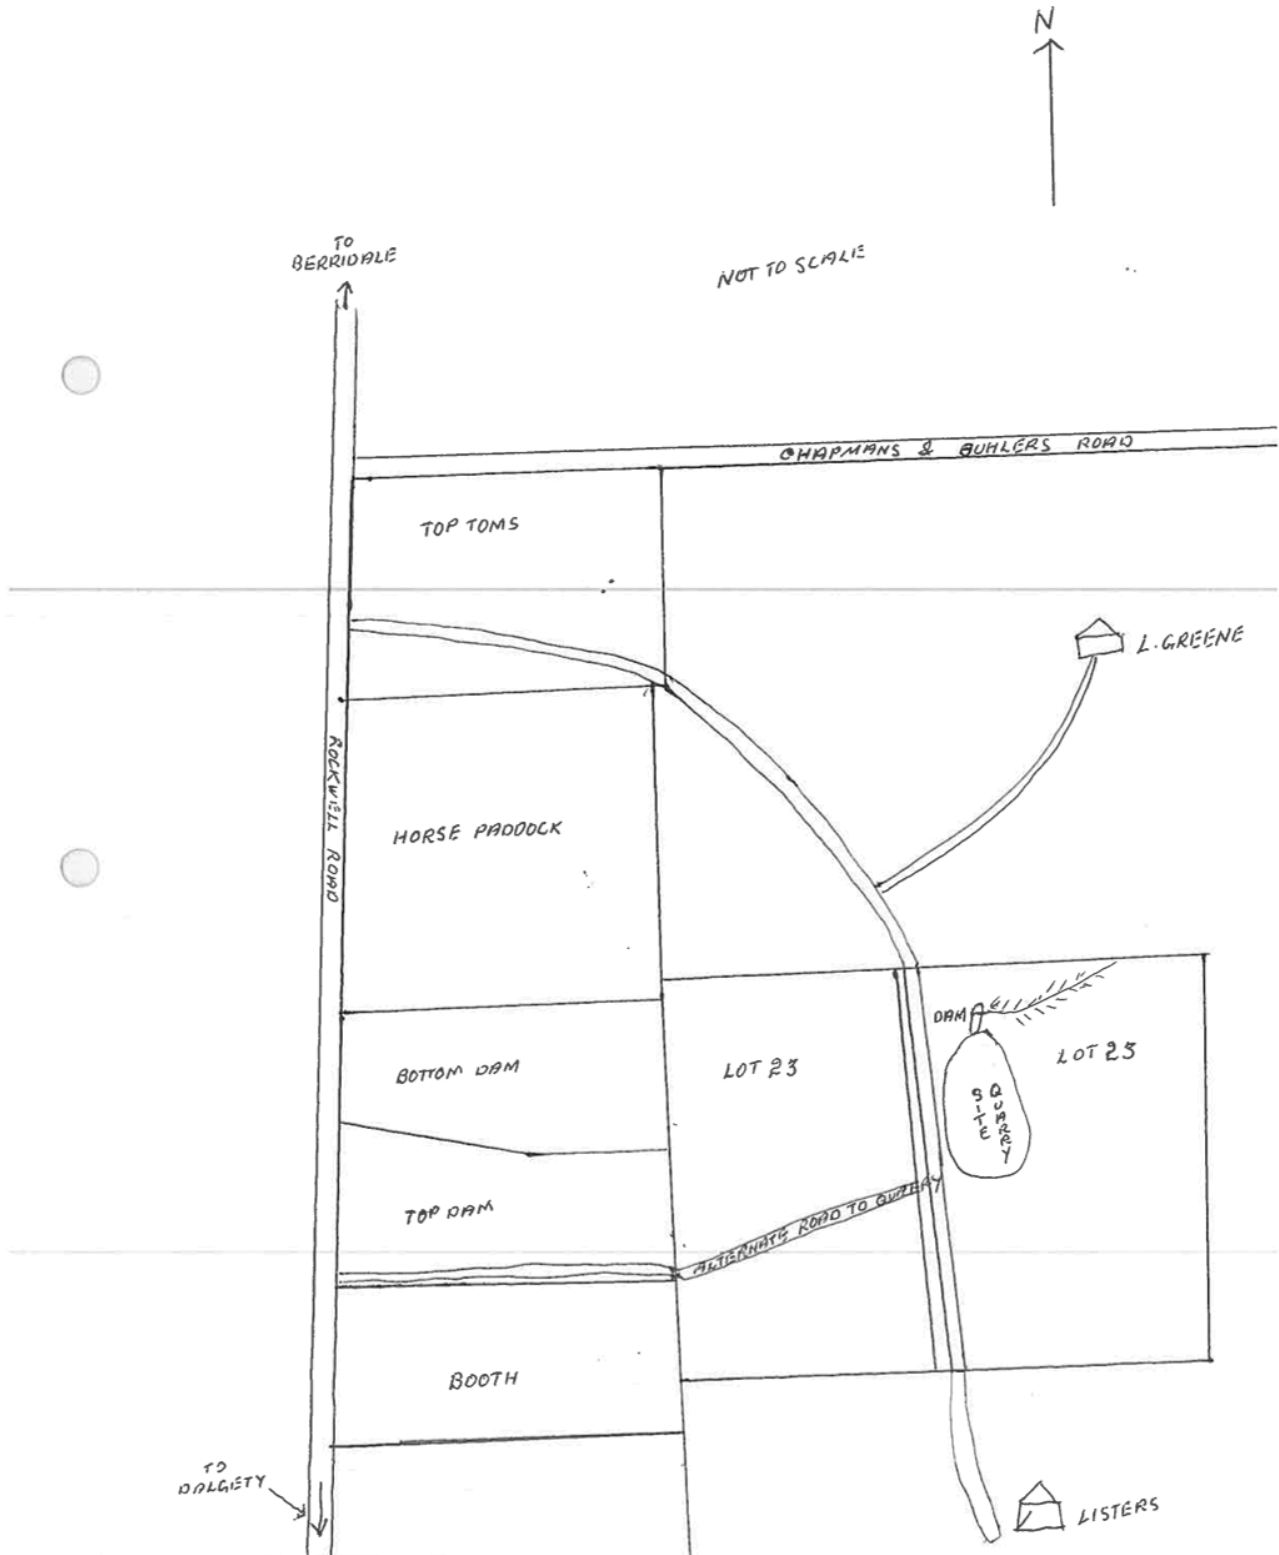 N
TO
BERRIDALE
NOT TO SCALE
CHAPMANS & BUHLERS ROAD
TOP TOMS
L. GREENE
ROCKWELL ROAD
HORSE PADDOCK
DAM
LOT 23
LOT 23
BOTTOM DAM
QUARRY
SITE
TOP DAM
ALTERNATE ROAD TO QUARRY
BOOTH
TO
DALGETY
LISTERS